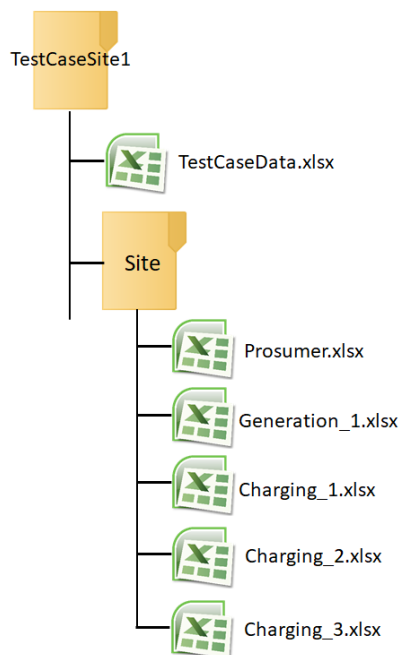 TestCaseSite1
TestCaseData.xlsx
Site
Prosumer.xlsx
Generation_1.xlsx
Charging_1.xlsx
Charging_2.xlsx
Charging_3.xlsx